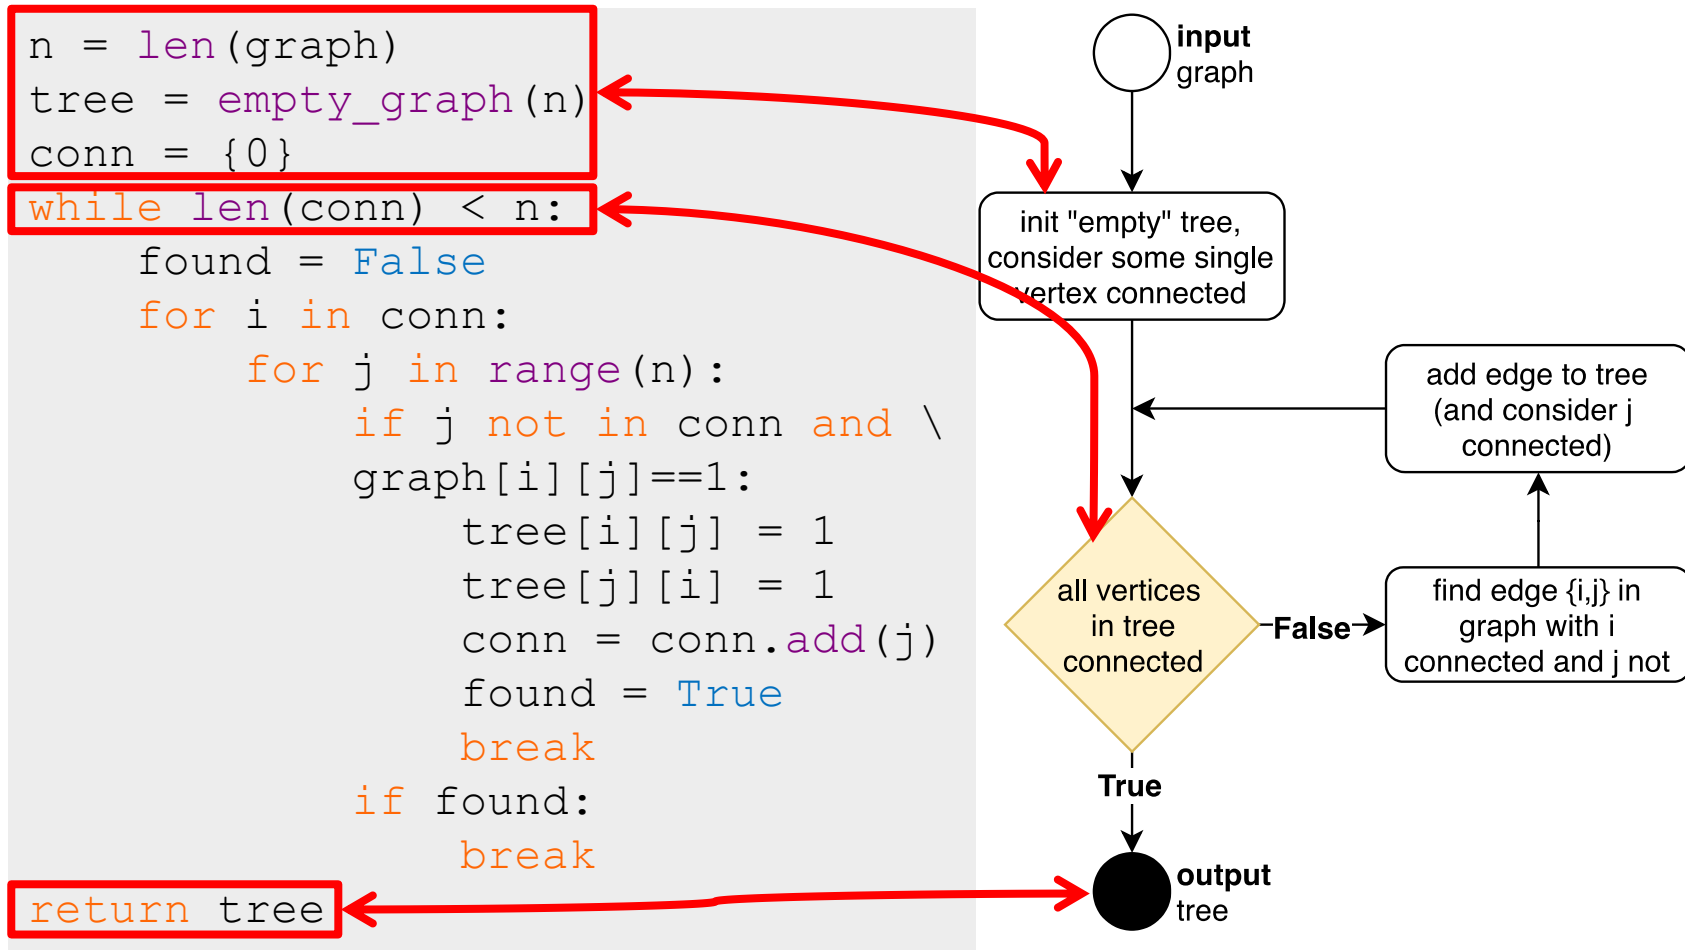 n = len(graph)
tree = empty_graph(n)
conn = {0}
while len(conn) < n:
    found = False
    for i in conn:
        for j in range(n):
            if j not in conn and \
            graph[i][j]==1:
                tree[i][j] = 1
                tree[j][i] = 1
                conn = conn.add(j)
                found = True
                break
            if found:
                break
return tree
input
graph
init "empty" tree,
consider some single
vertex connected
add edge to tree
(and consider j
connected)
all vertices
in tree
connected
False
find edge {i,j} in
graph with i
connected and j not
True
output
tree